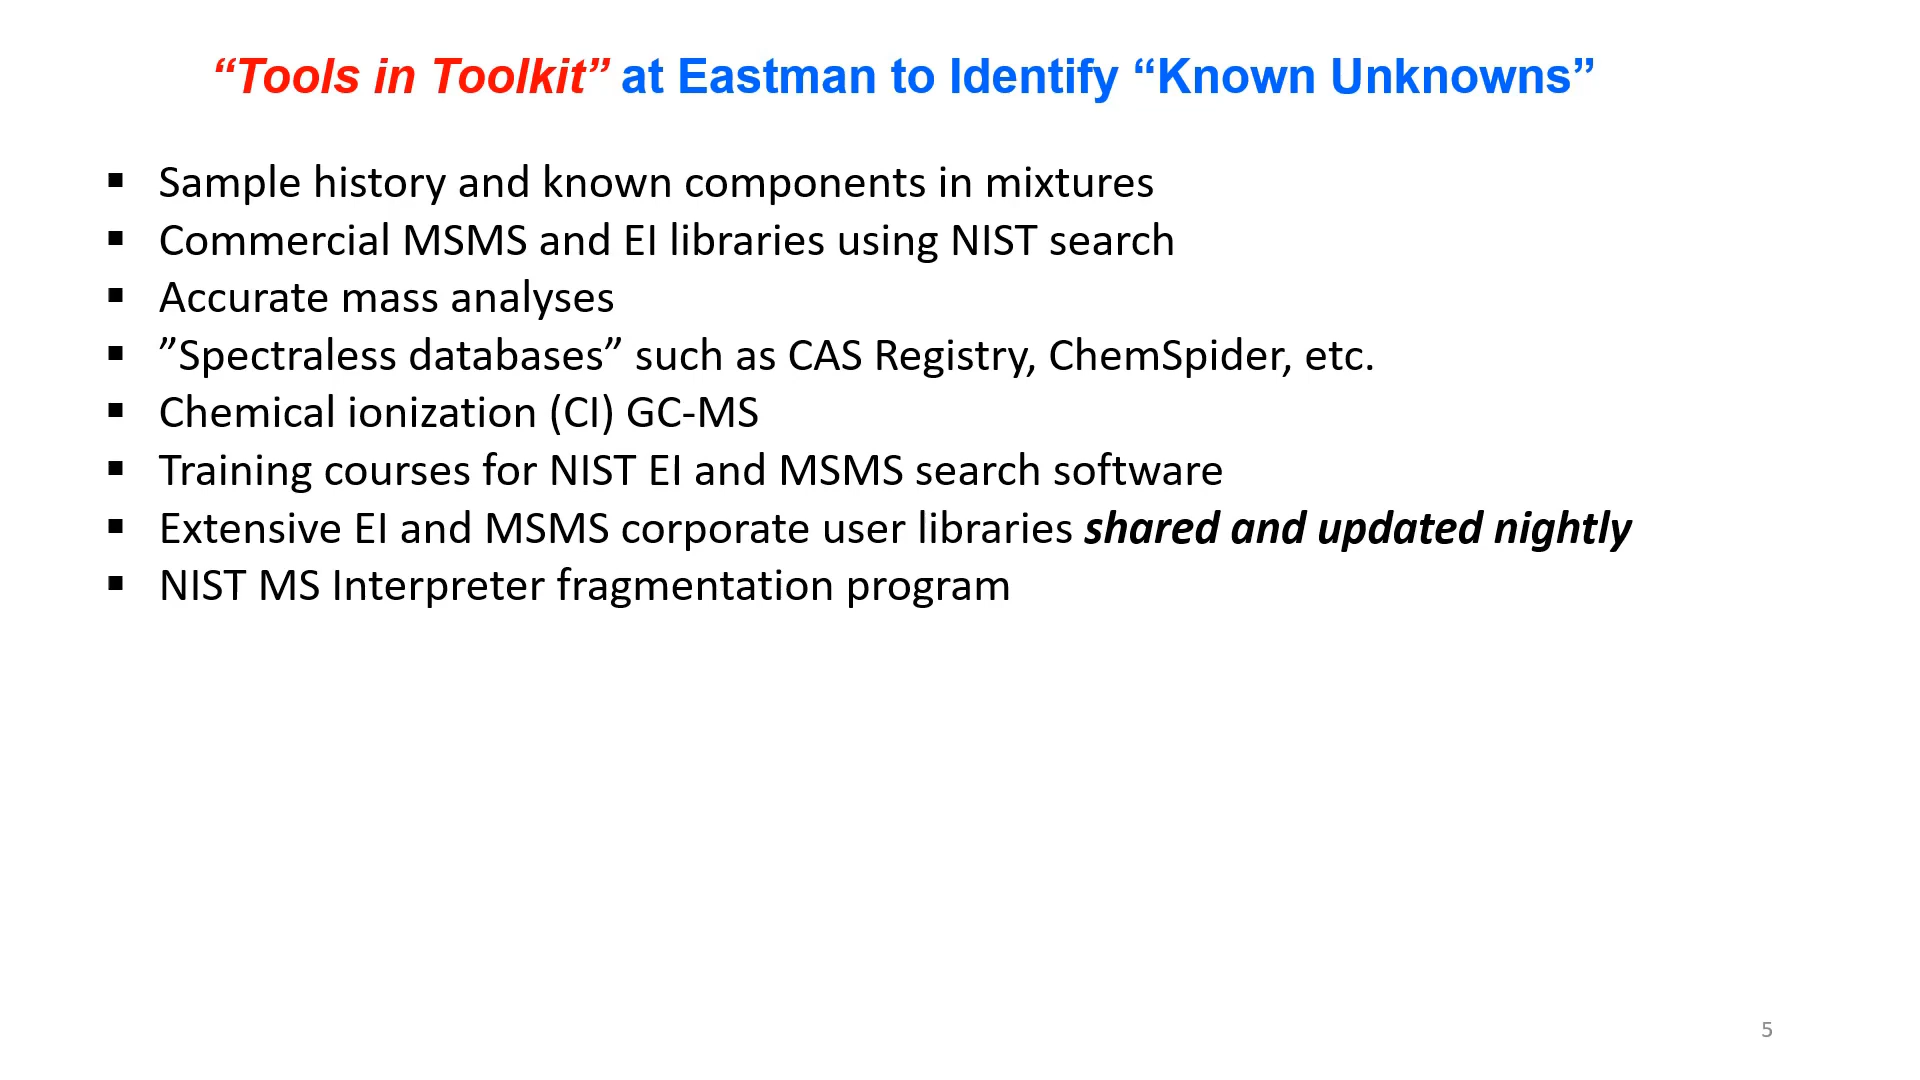 “Tools in Toolkit” at Eastman to Identify “Known Unknowns”
▪ Sample history and known components in mixtures
▪ Commercial MSMS and EI libraries using NIST search
▪ Accurate mass analyses
▪ ”Spectraless databases” such as CAS Registry, ChemSpider, etc.
▪ Chemical ionization (CI) GC-MS
▪ Training courses for NIST EI and MSMS search software
▪ Extensive EI and MSMS corporate user libraries shared and updated nightly
▪ NIST MS Interpreter fragmentation program
5